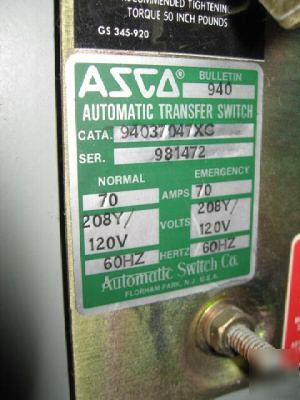 RECOMMENDED TIGHTENING
TORQUE 50 INCH POUNDS
GS 345-920
ASCO® BULLETIN
940
AUTOMATIC TRANSFER SWITCH
CATA. 94037047XC
SER. 981472
NORMAL EMERGENCY
70 AMPS 70
208Y/ 208Y/
120V VOLTS 120V
60HZ HERTZ 60HZ
Automatic Switch Co.
FLORHAM PARK, N.J. U.S.A.